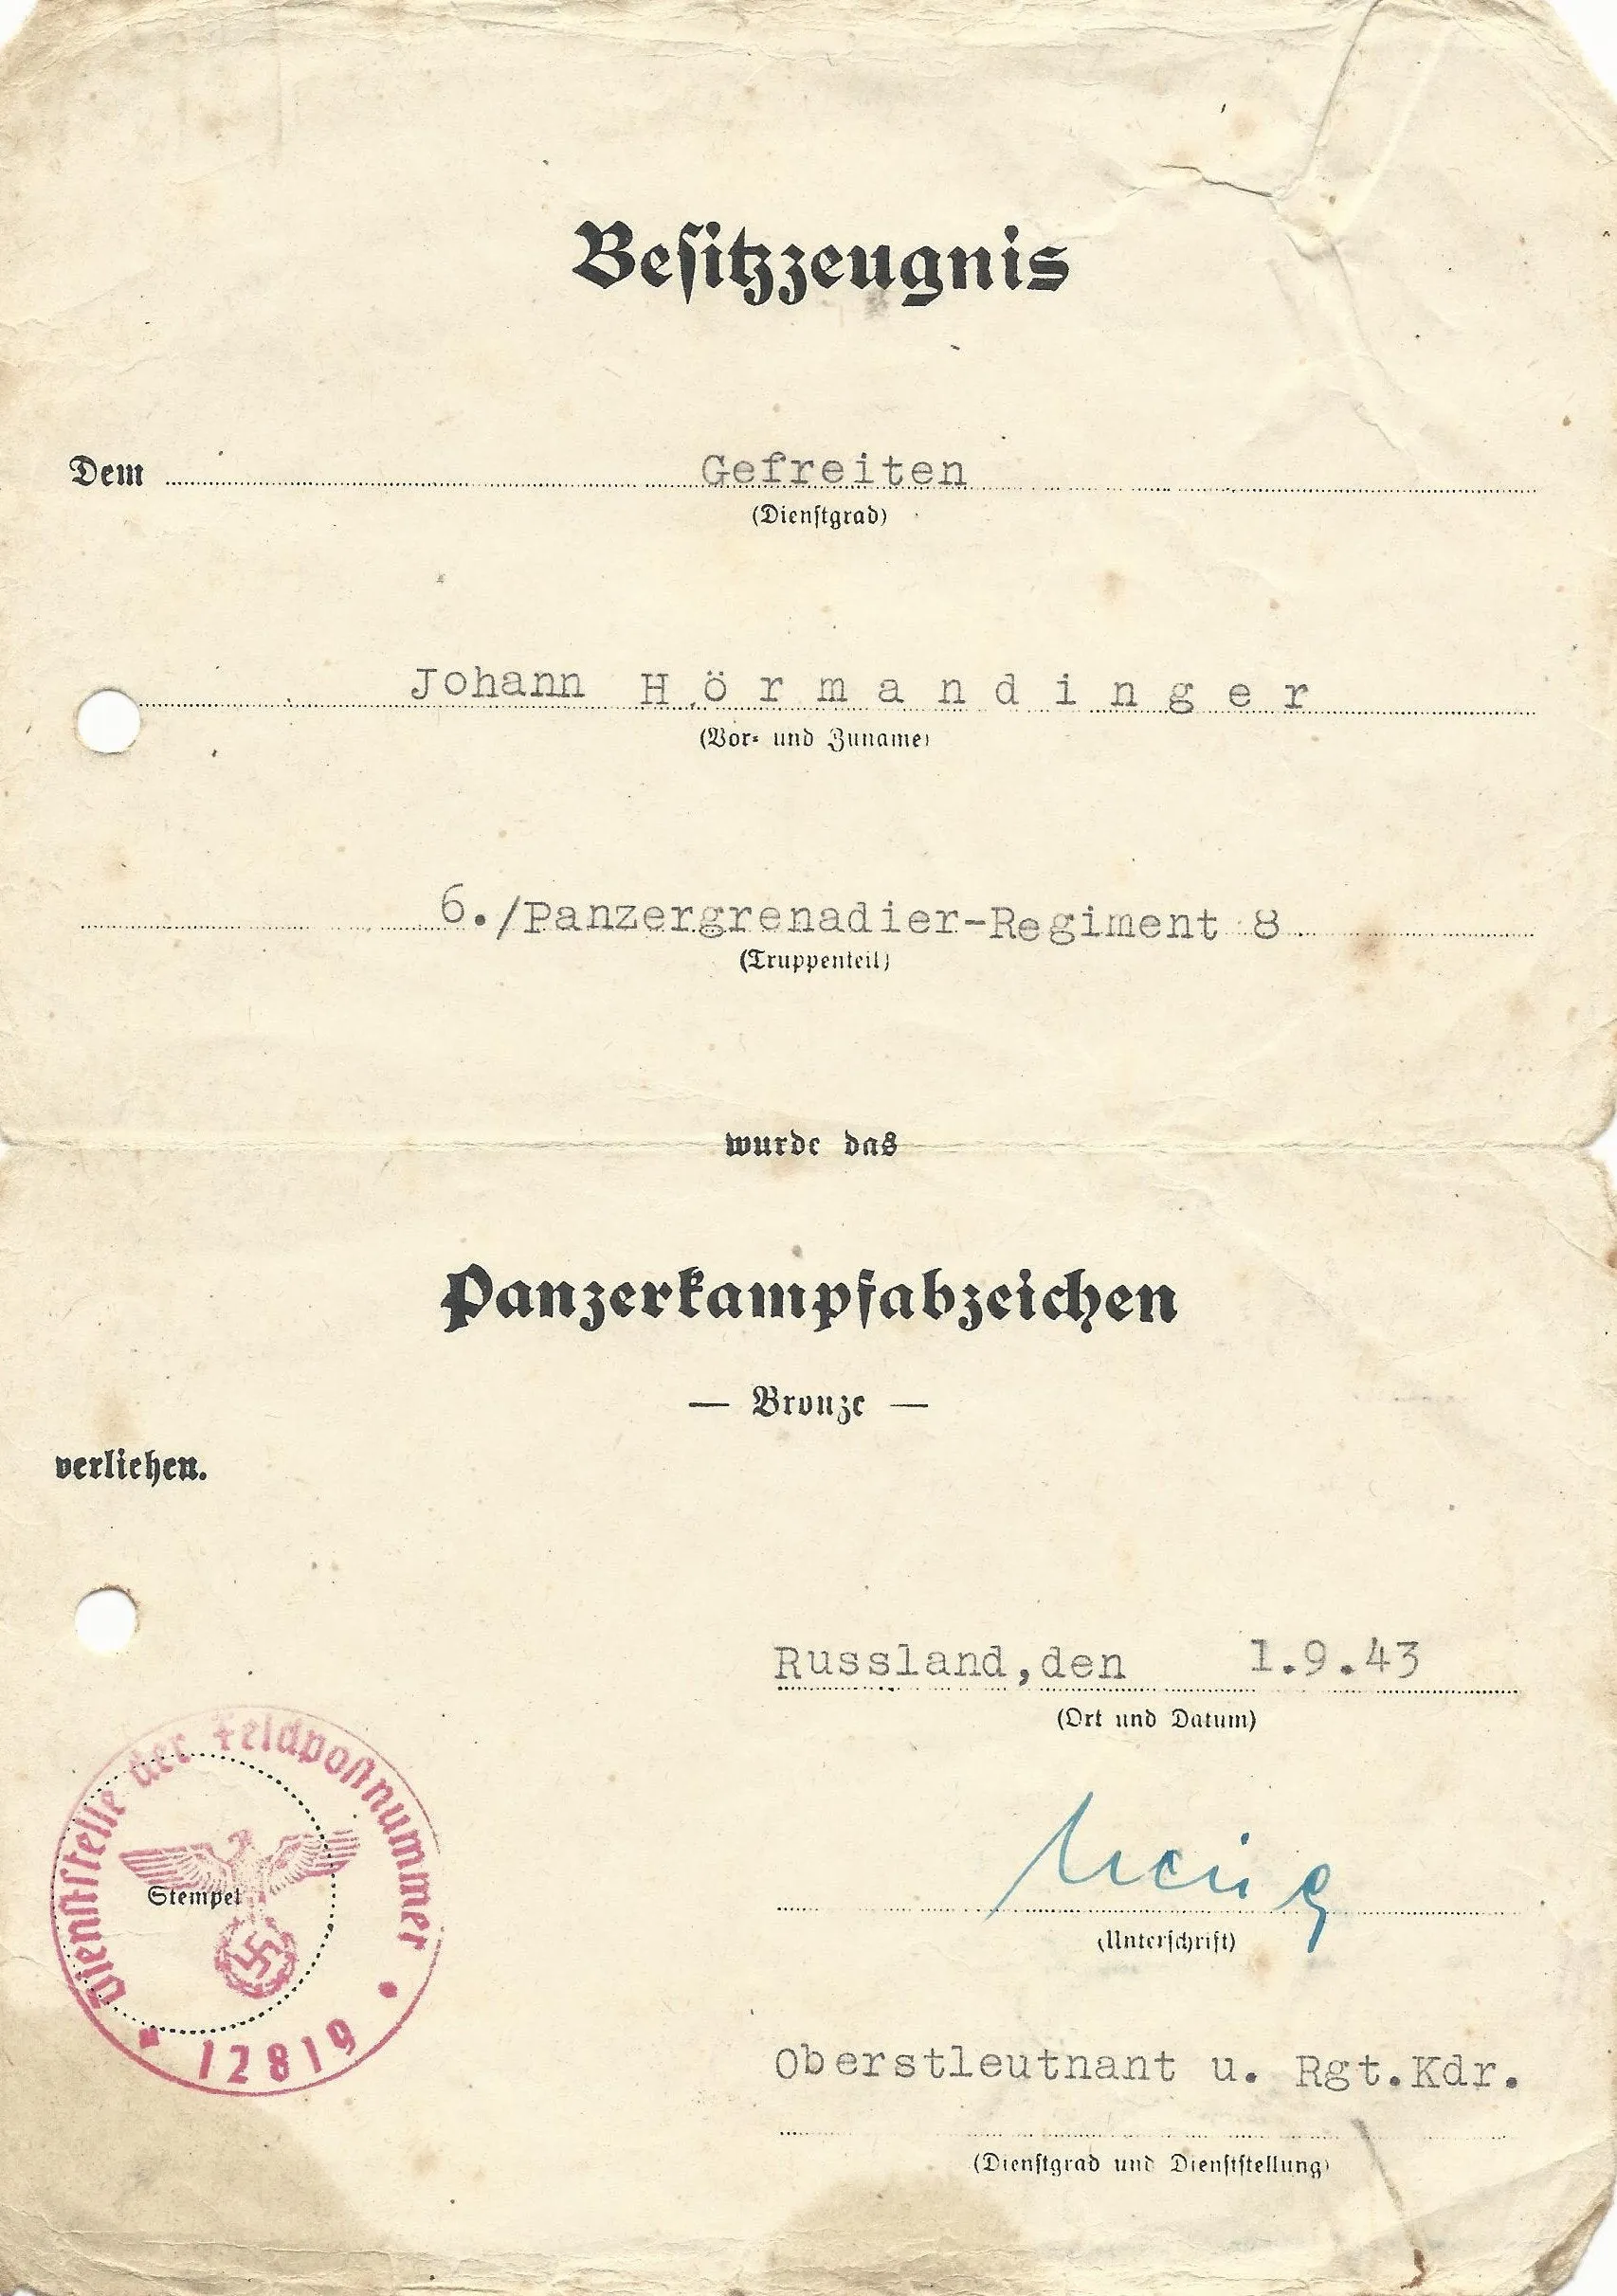 Besitzzeugnis
Dem Gefreiten
(Dienstgrad)
Johann Hörmandinger
(Vor- und Zuname)
6./Panzergrenadier-Regiment 8
(Truppenteil)
wurde das
Panzerkampfabzeichen
— Bronze —
verliehen.
Russland, den 1.9.43
(Ort und Datum)
(Unterschrift)
Dienststelle der Feldpostnummer
Stempel
12819
Oberstleutnant u. Rgt.Kdr.
(Dienstgrad und Dienststellung)